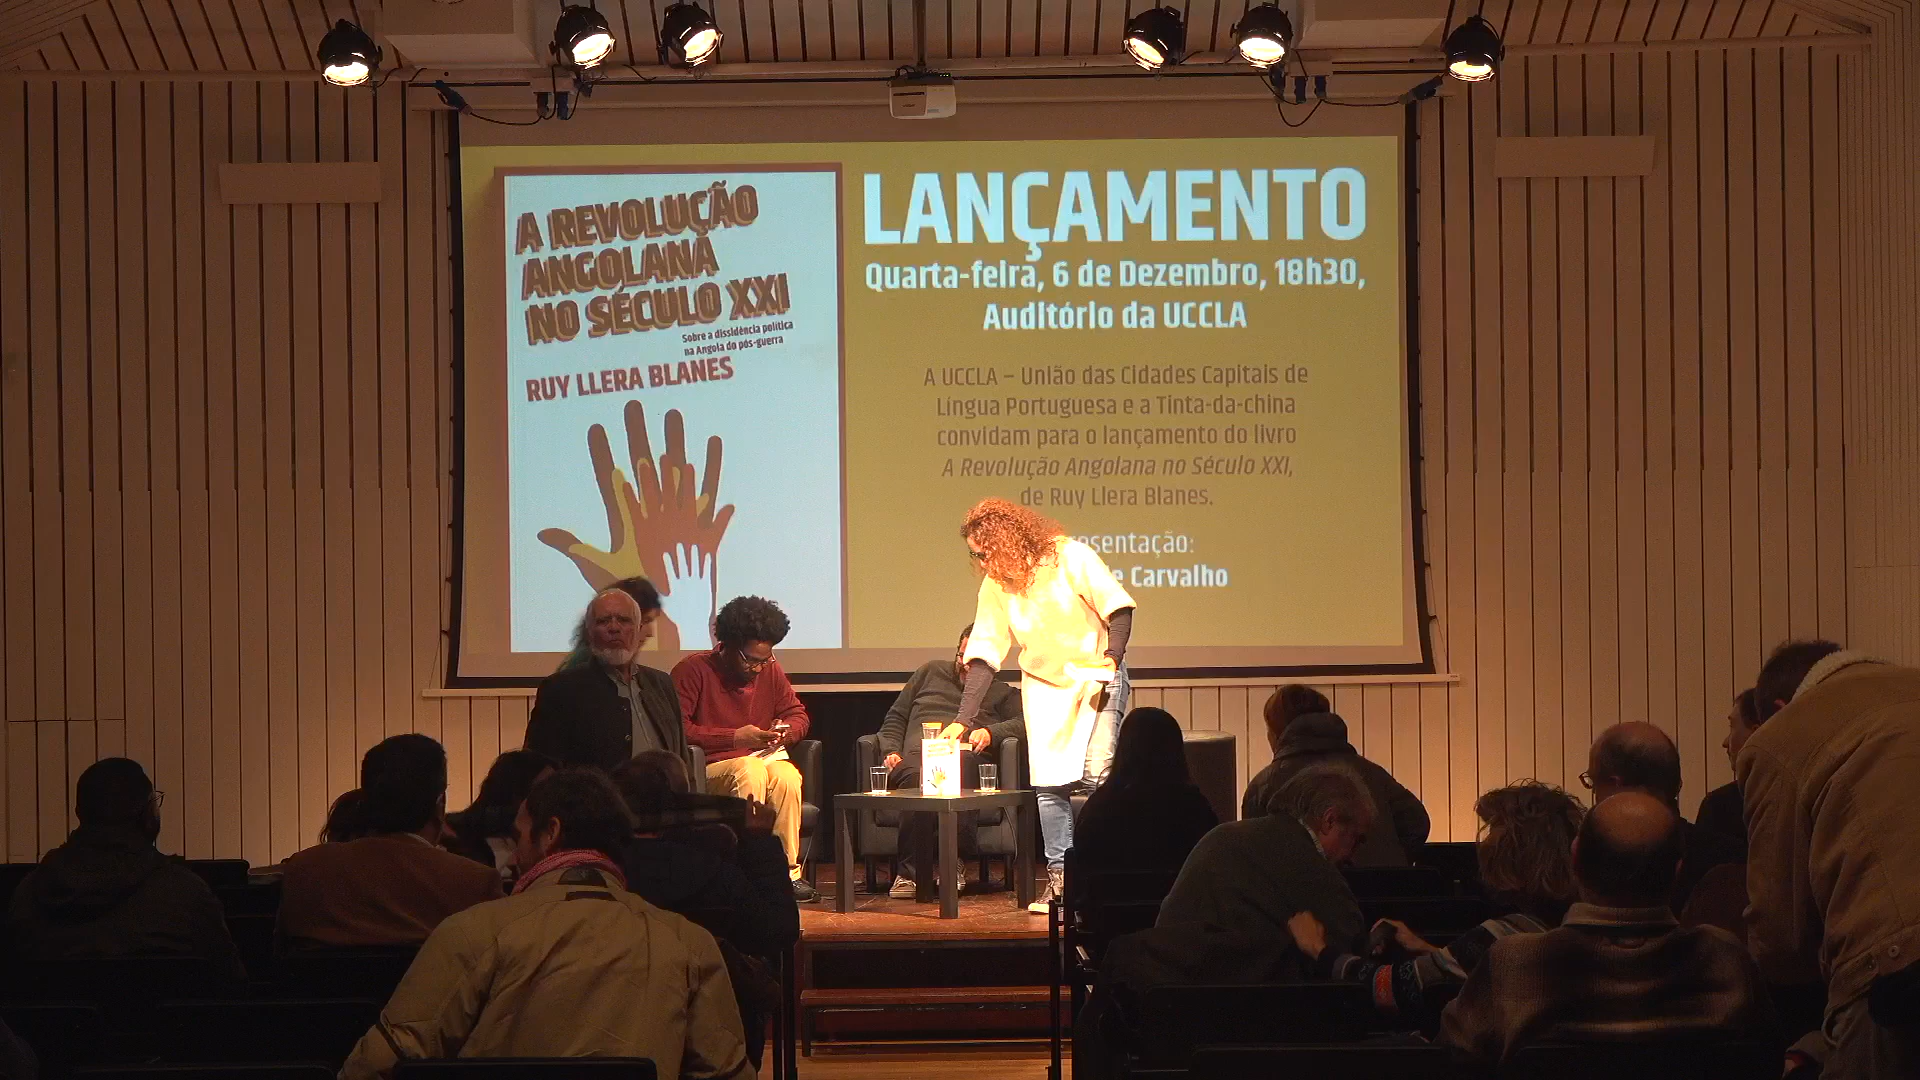 A REVOLUÇÃO
ANGOLANA
NO SÉCULO XXI
Sobre a dissidência política
na Angola do pós-guerra
RUY LLERA BLANES
LANÇAMENTO
Quarta-feira, 6 de Dezembro, 18h30,
Auditório da UCCLA
A UCCLA – União das Cidades Capitais de
Língua Portuguesa e a Tinta-da-china
convidam para o lançamento do livro
A Revolução Angolana no Século XXI,
de Ruy Llera Blanes.
esentação:
e Carvalho